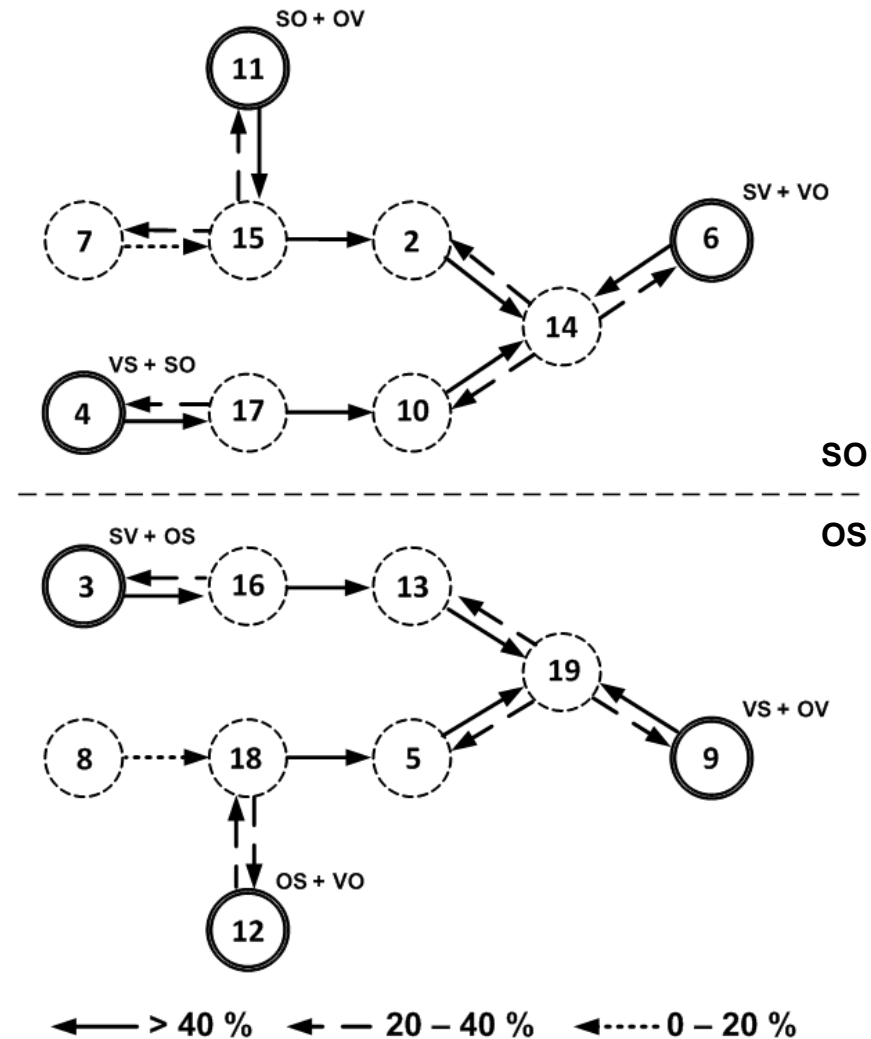 SO + OV
11
SV + VO
7 15 2 6
14
VS + SO
4 17 10
SO
OS
SV + OS
3 16 13
19
VS + OV
8 18 5 9
OS + VO
12
> 40 % 20 – 40 % 0 – 20 %